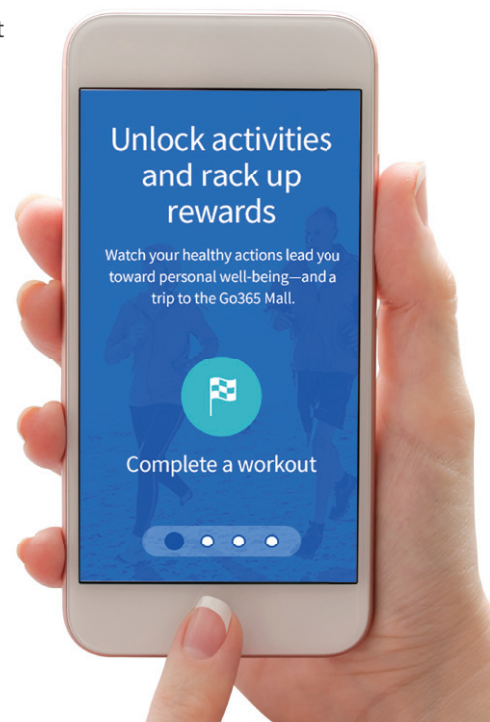 t
Unlock activities
and rack up
rewards
Watch your healthy actions lead you
toward personal well-being—and a
trip to the Go365 Mall.
Complete a workout